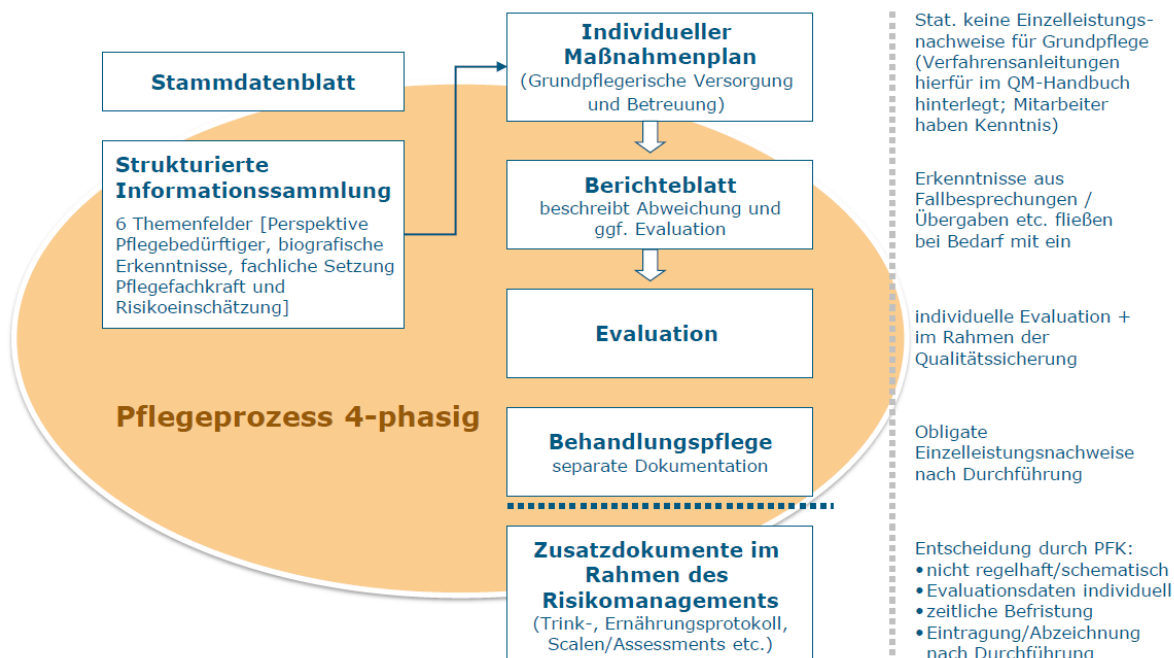 Stammdatenblatt
Strukturierte
Informationssammlung
6 Themenfelder [Perspektive
Pflegebedürftiger, biografische
Erkenntnisse, fachliche Setzung
Pflegefachkraft und
Risikoeinschätzung]
Pflegeprozess 4-phasig
Individueller
Maßnahmenplan
(Grundpflegerische Versorgung
und Betreuung)
Berichteblatt
beschreibt Abweichung und
ggf. Evaluation
Evaluation
Behandlungspflege
separate Dokumentation
Zusatzdokumente im
Rahmen des
Risikomanagements
(Trink-, Ernährungsprotokoll,
Scalen/Assessments etc.)
Stat. keine Einzelleistungs-
nachweise für Grundpflege
(Verfahrensanleitungen
hierfür im QM-Handbuch
hinterlegt; Mitarbeiter
haben Kenntnis)
Erkenntnisse aus
Fallbesprechungen /
Übergaben etc. fließen
bei Bedarf mit ein
individuelle Evaluation +
im Rahmen der
Qualitätssicherung
Obligate
Einzelleistungsnachweise
nach Durchführung
Entscheidung durch PFK:
•nicht regelhaft/schematisch
•Evaluationsdaten individuell
•zeitliche Befristung
•Eintragung/Abzeichnung
nach Durchführung